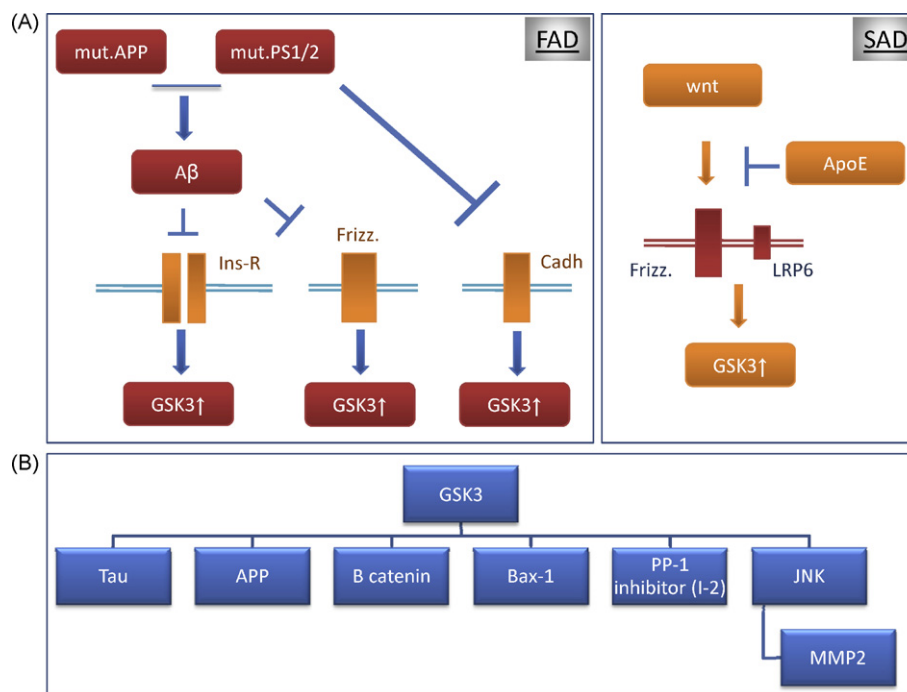 (A)
FAD
mut.APP
mut.PS1/2
Aβ
Ins-R
Frizz.
Cadh
GSK3↑
GSK3↑
GSK3↑
SAD
wnt
ApoE
Frizz.
LRP6
GSK3↑
(B)
GSK3
Tau
APP
B catenin
Bax-1
PP-1
inhibitor (I-2)
JNK
MMP2